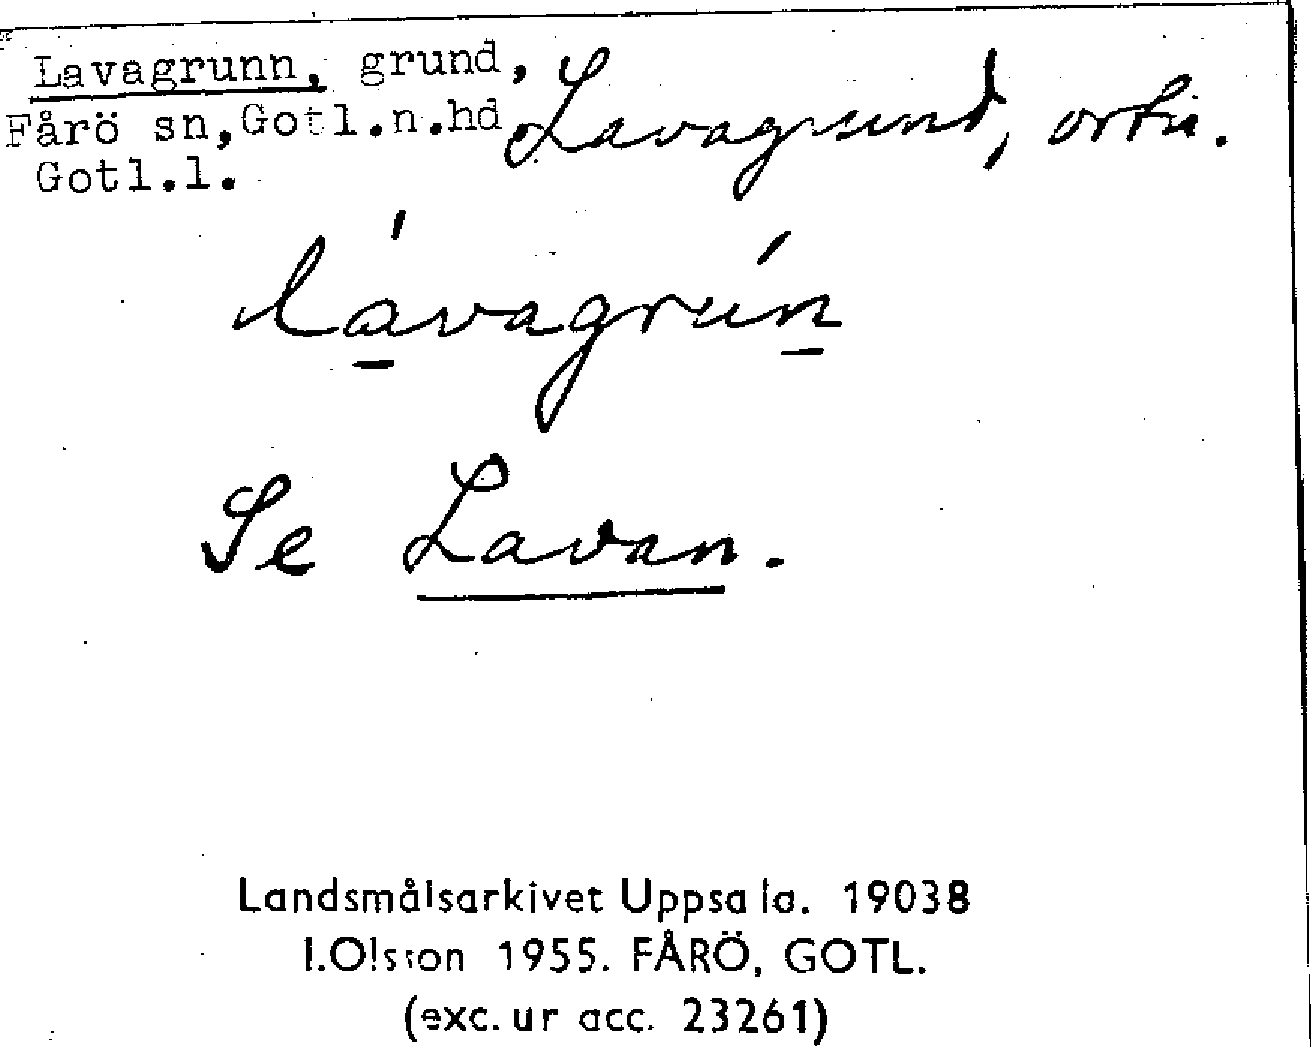 Lavagrunn, grund, Lavagrund, ortn.
Fårö sn, Gotl.n.hd
Gotl.l.
lávagrún
Se Lavan.
Landsmålsarkivet Uppsala. 19038
I.Olsson 1955. FÅRÖ, GOTL.
(exc. ur acc. 23261)